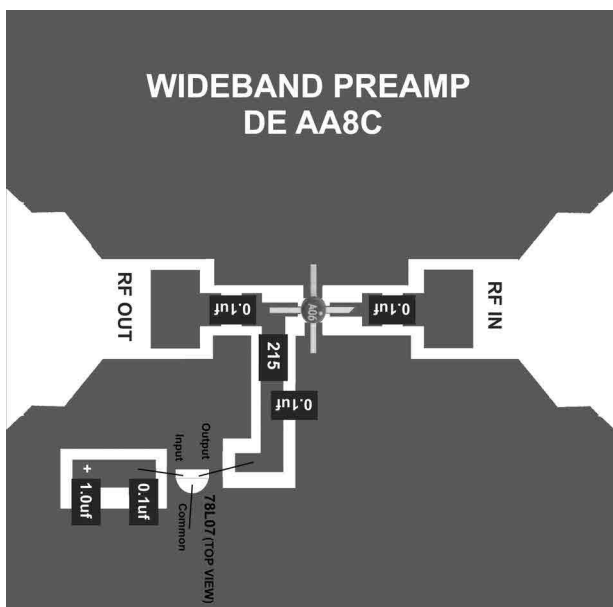 WIDEBAND PREAMP
DE AA8C
RF OUT
0.1uf
A06
0.1uf
RF IN
215
0.1uf
Input
Output
+
1.0uf
0.1uf
Common
78L07 (TOP VIEW)